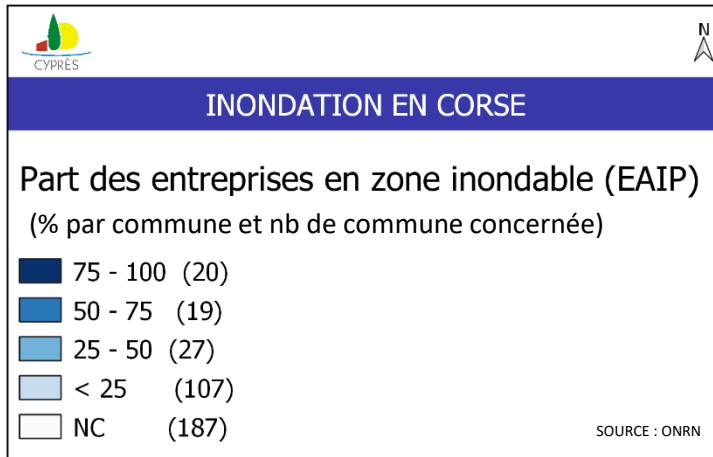 CYPRÈS
N
INONDATION EN CORSE
Part des entreprises en zone inondable (EAIP)
(% par commune et nb de commune concernée)
75 - 100 (20)
50 - 75 (19)
25 - 50 (27)
< 25 (107)
NC (187)
SOURCE : ONRN